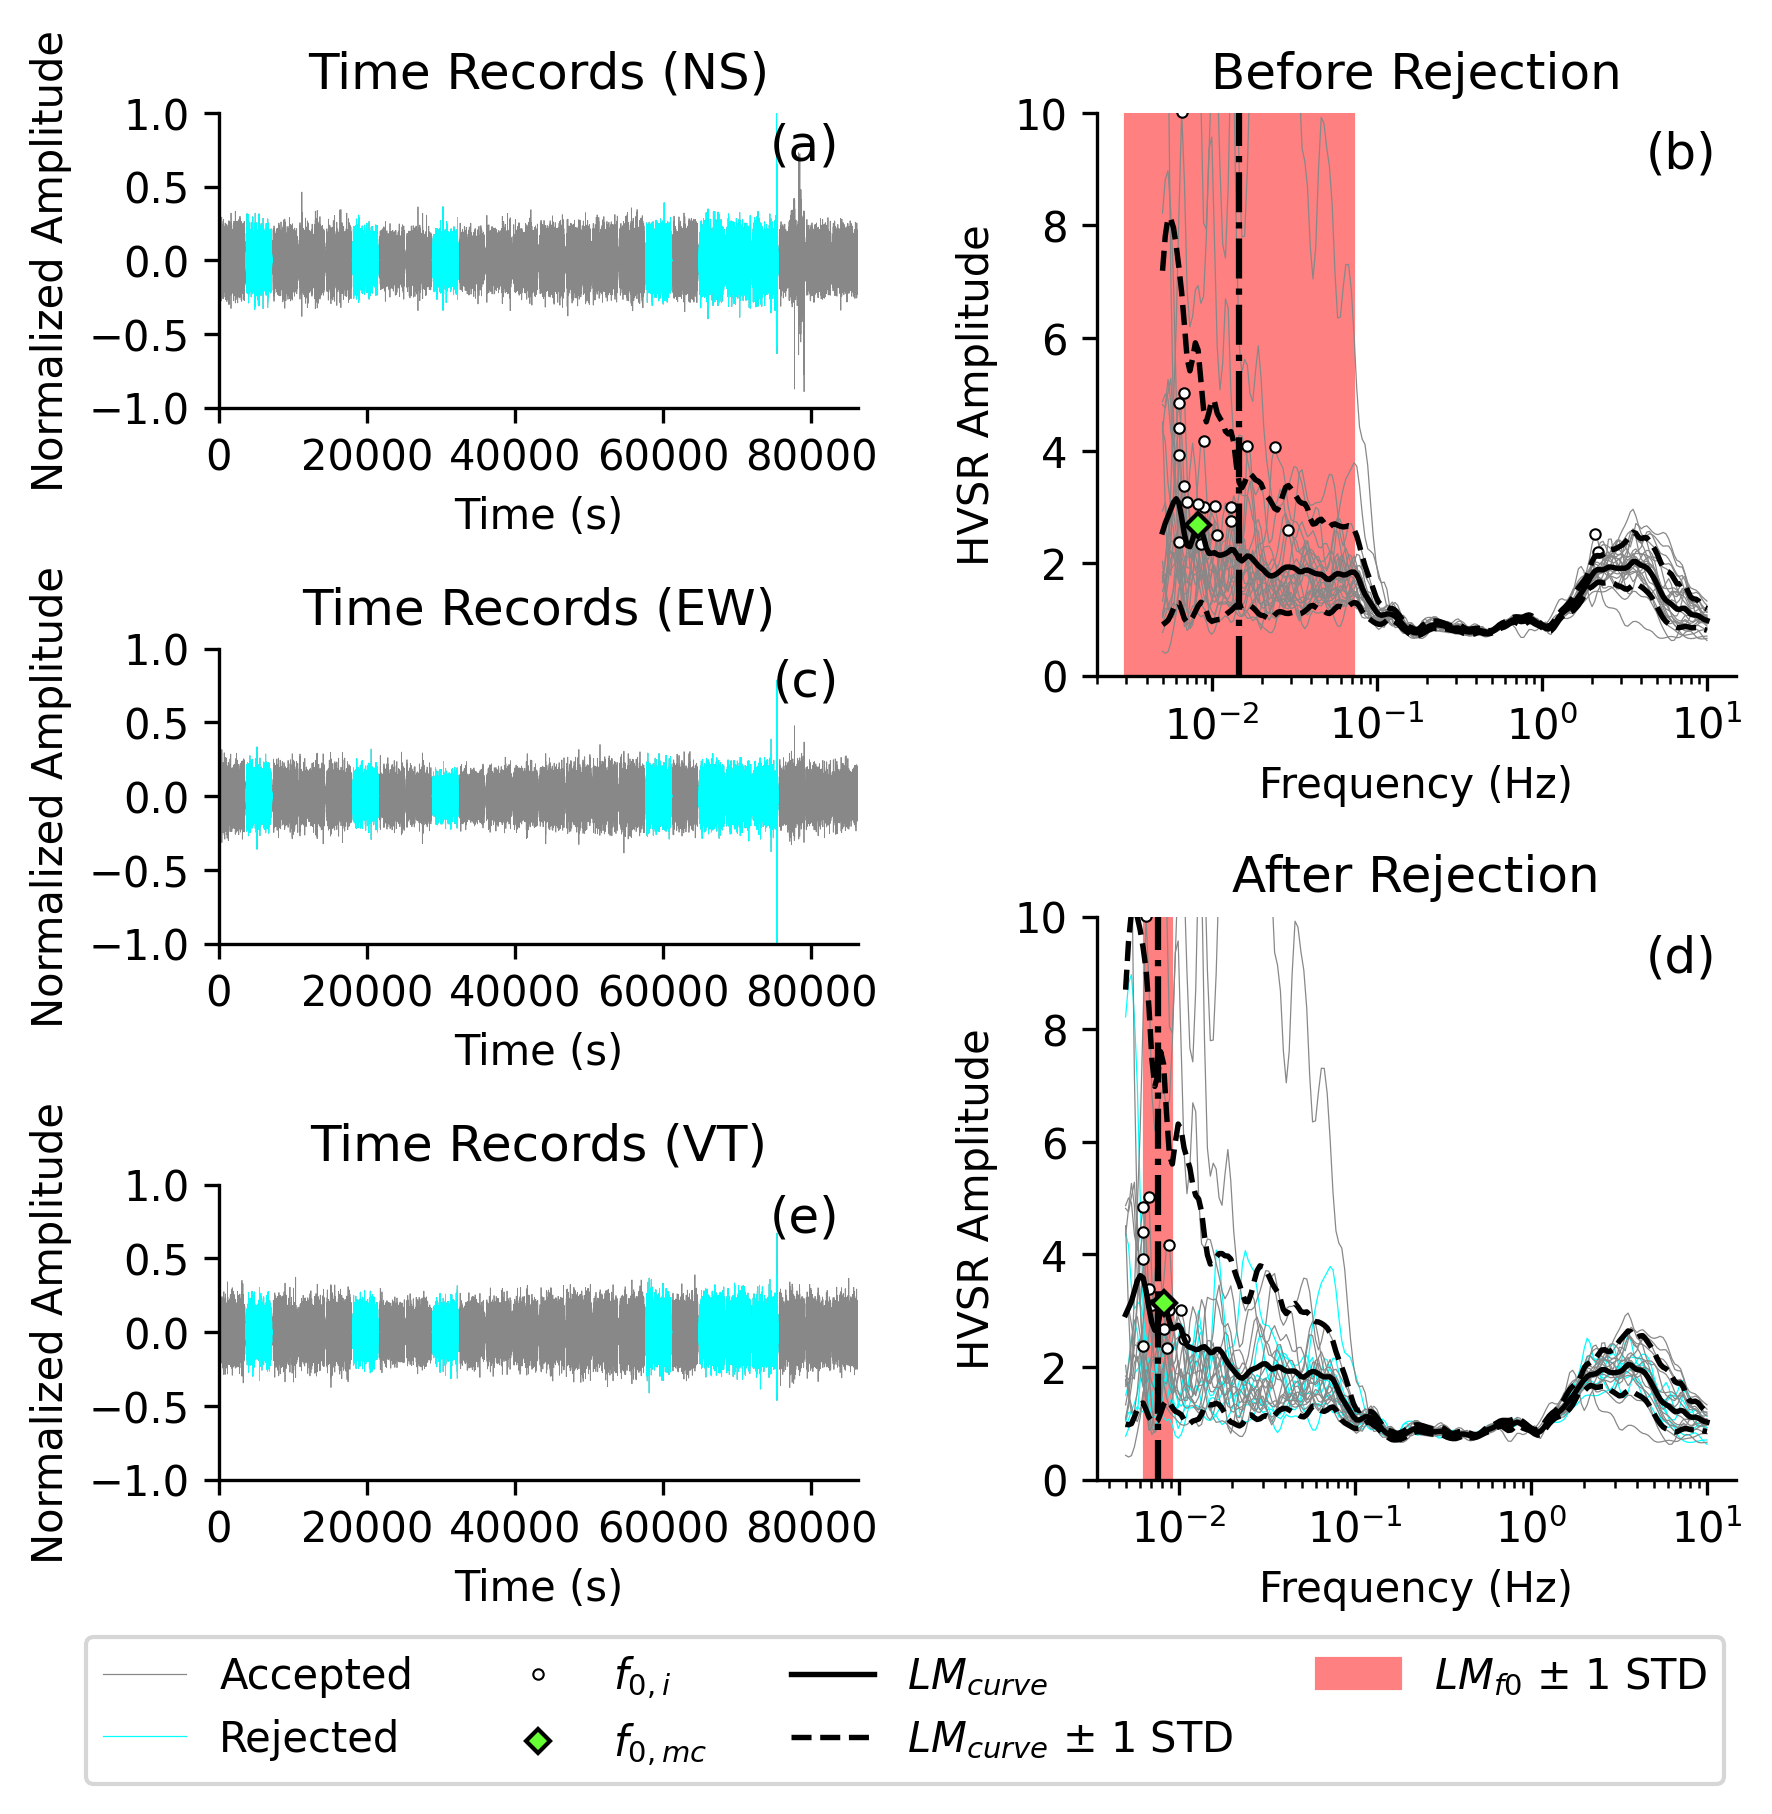 Time Records (NS)
Normalized Amplitude
1.0
0.5
0.0
−0.5
−1.0
(a)
0 20000 40000 60000 80000
Time (s)
Before Rejection
HVSR Amplitude
10
8
6
4
2
0
(b)
10⁻² 10⁻¹ 10⁰ 10¹
Frequency (Hz)
Time Records (EW)
Normalized Amplitude
1.0
0.5
0.0
−0.5
−1.0
(c)
0 20000 40000 60000 80000
Time (s)
After Rejection
HVSR Amplitude
10
8
6
4
2
0
(d)
10⁻² 10⁻¹ 10⁰ 10¹
Frequency (Hz)
Time Records (VT)
Normalized Amplitude
1.0
0.5
0.0
−0.5
−1.0
(e)
0 20000 40000 60000 80000
Time (s)
Accepted
Rejected
f0,i
f0,mc
LMcurve
LMcurve ± 1 STD
LMf0 ± 1 STD